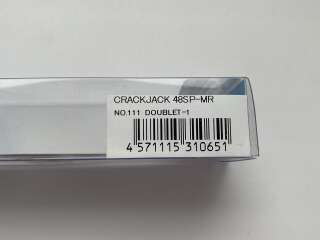 CRACKJACK 48SP-MR
NO.111 DOUBLET-1
4 571115 310651